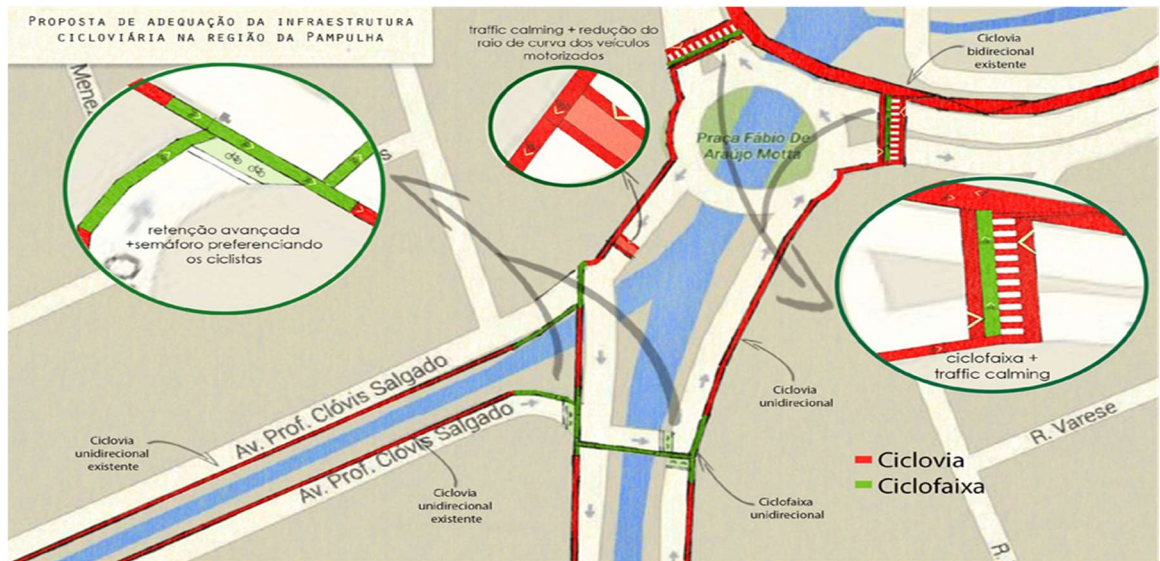 PROPOSTA DE ADEQUAÇÃO DA INFRAESTRUTURA
CICLOVIÁRIA NA REGIÃO DA PAMPULHA
traffic calming + redução do
raio de curva dos veículos
motorizados
Ciclovia
bidirecional
existente
Praça Fábio De
Araújo Motta
retenção avançada
+semáforo preferenciando
os ciclistas
ciclofaixa +
traffic calming
Av. Prof. Clóvis Salgado
Ciclovia
unidirecional
Ciclovia
unidirecional
existente
Av. Prof. Clóvis Salgado
R. Varese
Ciclovia
Ciclofaixa
Ciclovia
unidirecional
existente
Ciclofaixa
unidirecional
R.